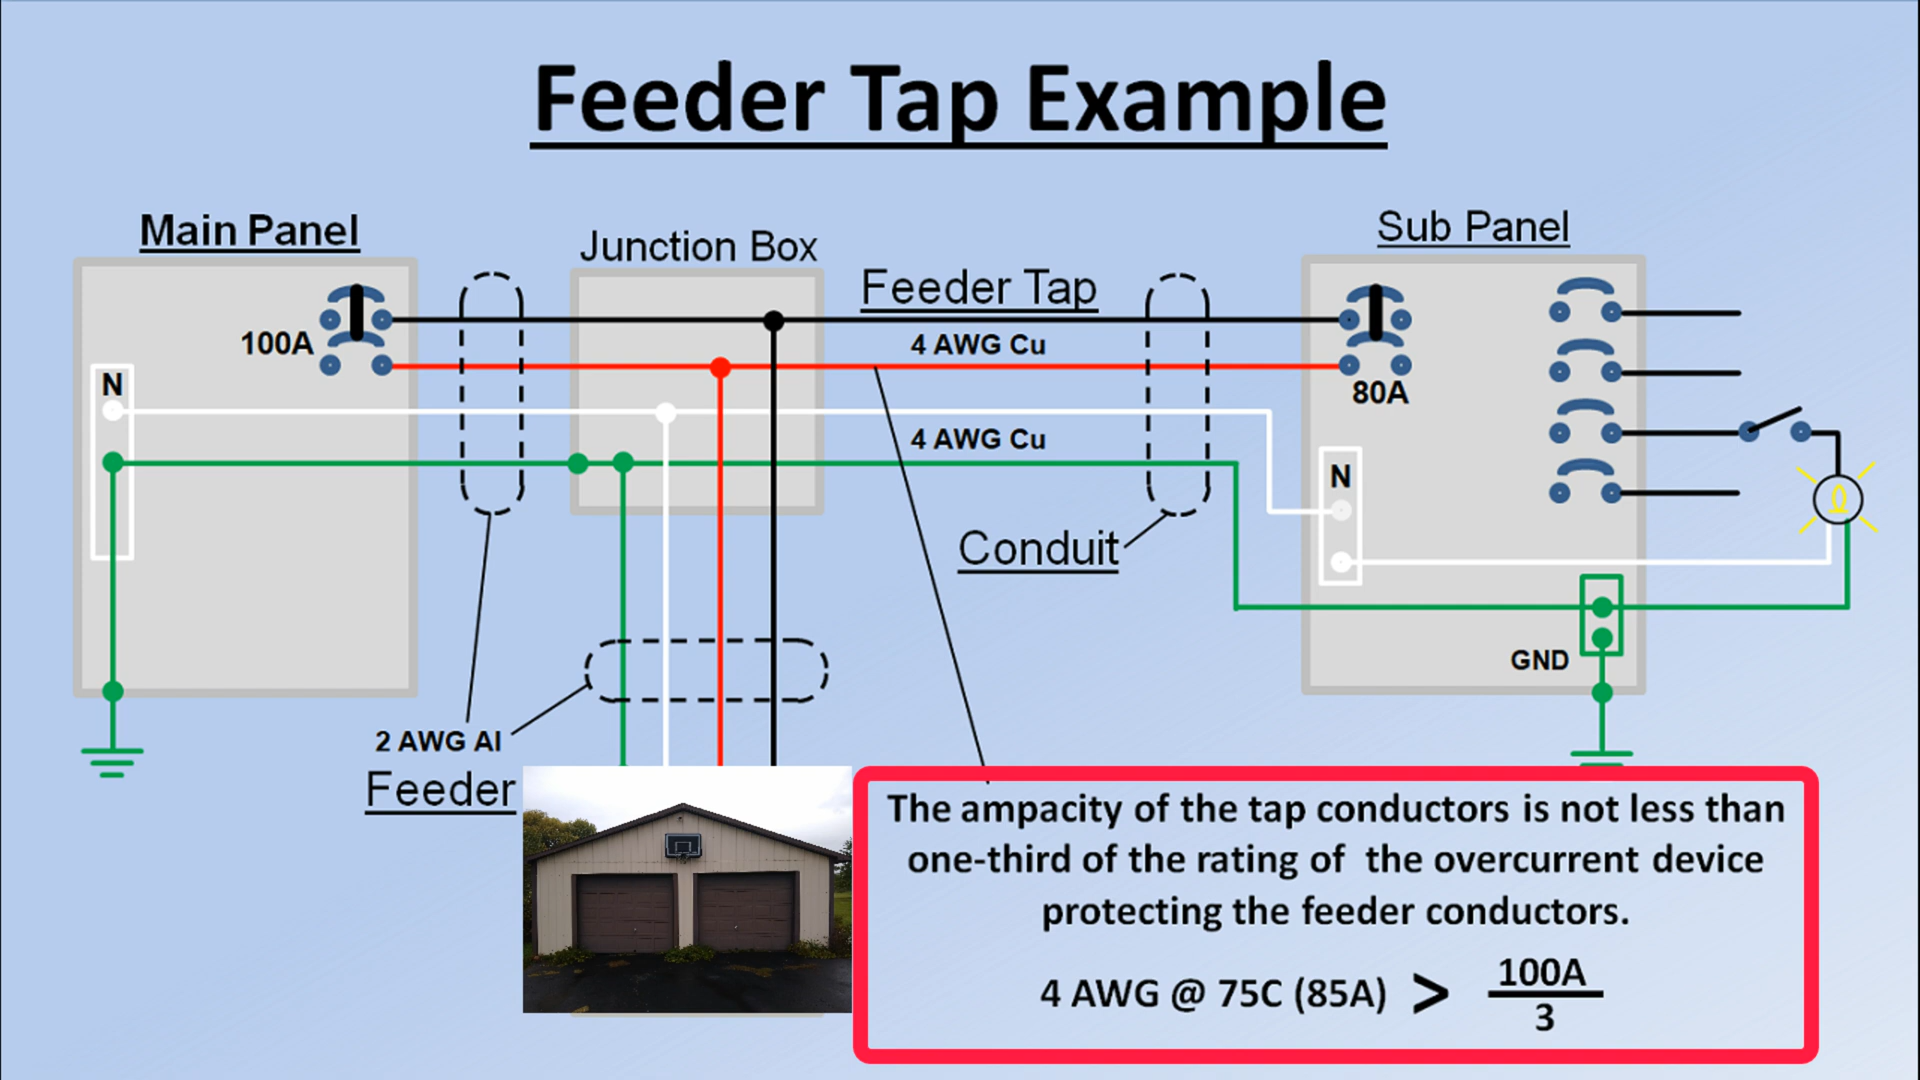 Feeder Tap Example
Main Panel
Junction Box
Sub Panel
Feeder Tap
100A
4 AWG Cu
80A
N
4 AWG Cu
N
Conduit
GND
2 AWG Al
Feeder
The ampacity of the tap conductors is not less than
one-third of the rating of the overcurrent device
protecting the feeder conductors.
4 AWG @ 75C (85A) > 100A
3